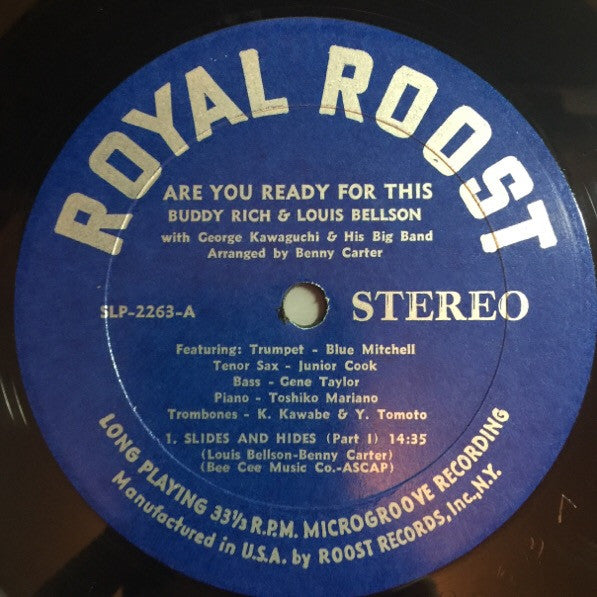 ROYAL ROOST
ARE YOU READY FOR THIS
BUDDY RICH & LOUIS BELLSON
with George Kawaguchi & His Big Band
Arranged by Benny Carter
SLP-2263-A
STEREO
Featuring: Trumpet - Blue Mitchell
Tenor Sax - Junior Cook
Bass - Gene Taylor
Piano - Toshiko Mariano
Trombones - K. Kawabe & Y. Tomoto
1. SLIDES AND HIDES (Part I) 14:35
(Louis Bellson-Benny Carter)
(Bee Cee Music Co.-ASCAP)
LONG PLAYING 33⅓ R.P.M. MICROGROOVE RECORDING
Manufactured in U.S.A. by ROOST RECORDS, Inc., N.Y.